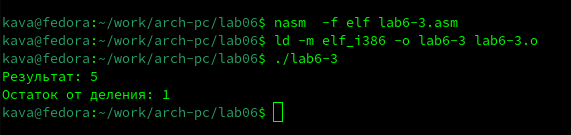 kava@fedora:~/work/arch-pc/lab06$ nasm  -f elf lab6-3.asm
kava@fedora:~/work/arch-pc/lab06$ ld -m elf_i386 -o lab6-3 lab6-3.o
kava@fedora:~/work/arch-pc/lab06$ ./lab6-3
Результат: 5
Остаток от деления: 1
kava@fedora:~/work/arch-pc/lab06$